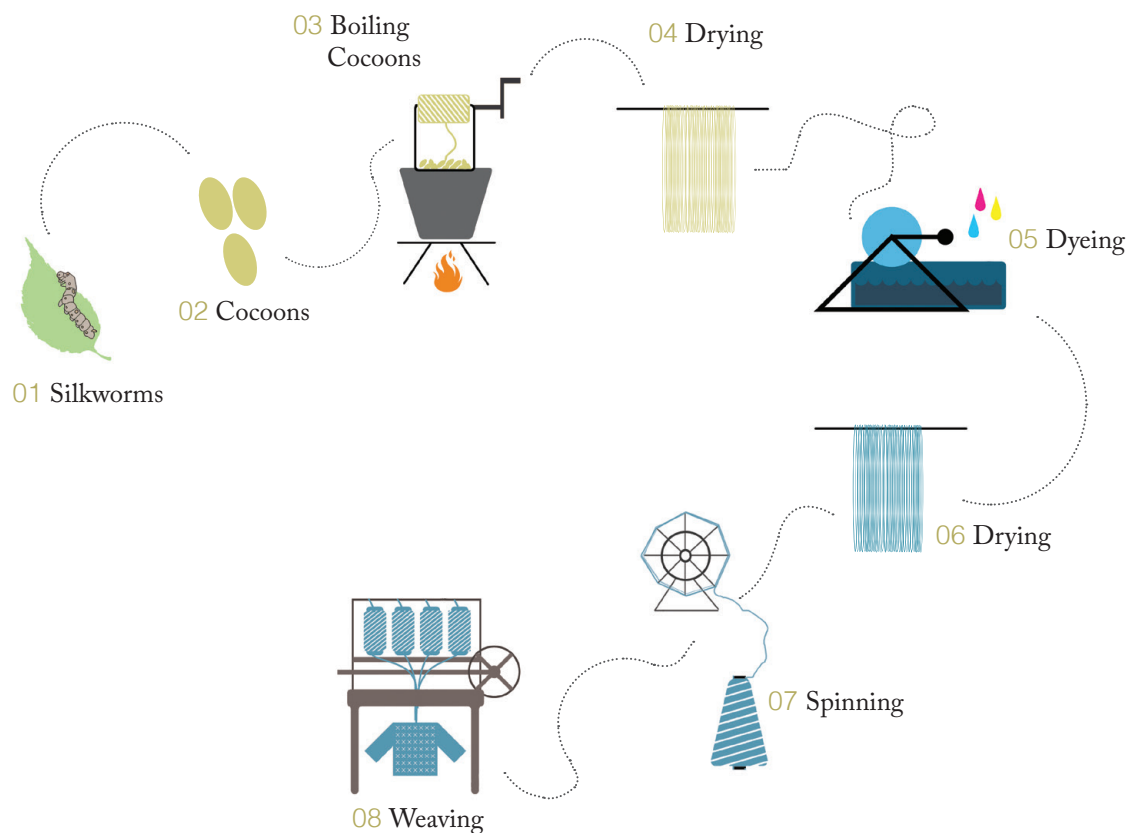 01 Silkworms
02 Cocoons
03 Boiling
Cocoons
04 Drying
05 Dyeing
06 Drying
07 Spinning
08 Weaving